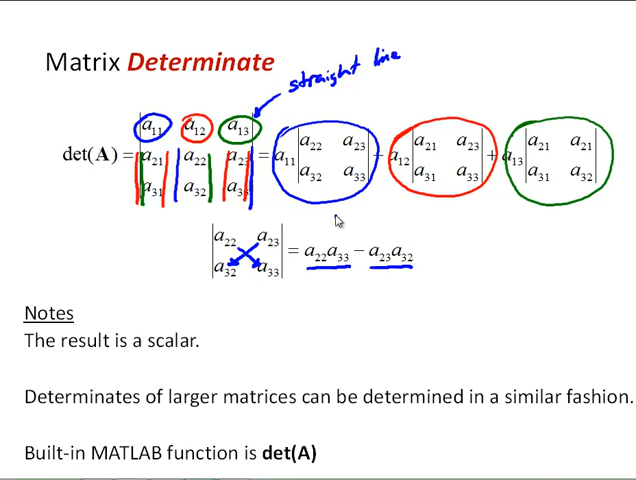 Matrix Determinate
straight line
det(A) = |a11 a12 a13; a21 a22 a23; a31 a32 a33| = a11 |a22 a23; a32 a33| − a12 |a21 a23; a31 a33| + a13 |a21 a21; a31 a32|
|a22 a23; a32 a33| = a22a33 − a23a32
Notes
The result is a scalar.
Determinates of larger matrices can be determined in a similar fashion.
Built-in MATLAB function is det(A)